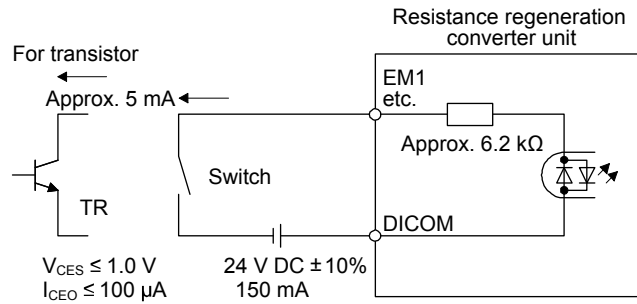 Resistance regeneration
converter unit
For transistor
Approx. 5 mA
EM1
etc.
Approx. 6.2 kΩ
Switch
TR
DICOM
V_CES ≤ 1.0 V
I_CEO ≤ 100 µA
24 V DC ±10%
150 mA